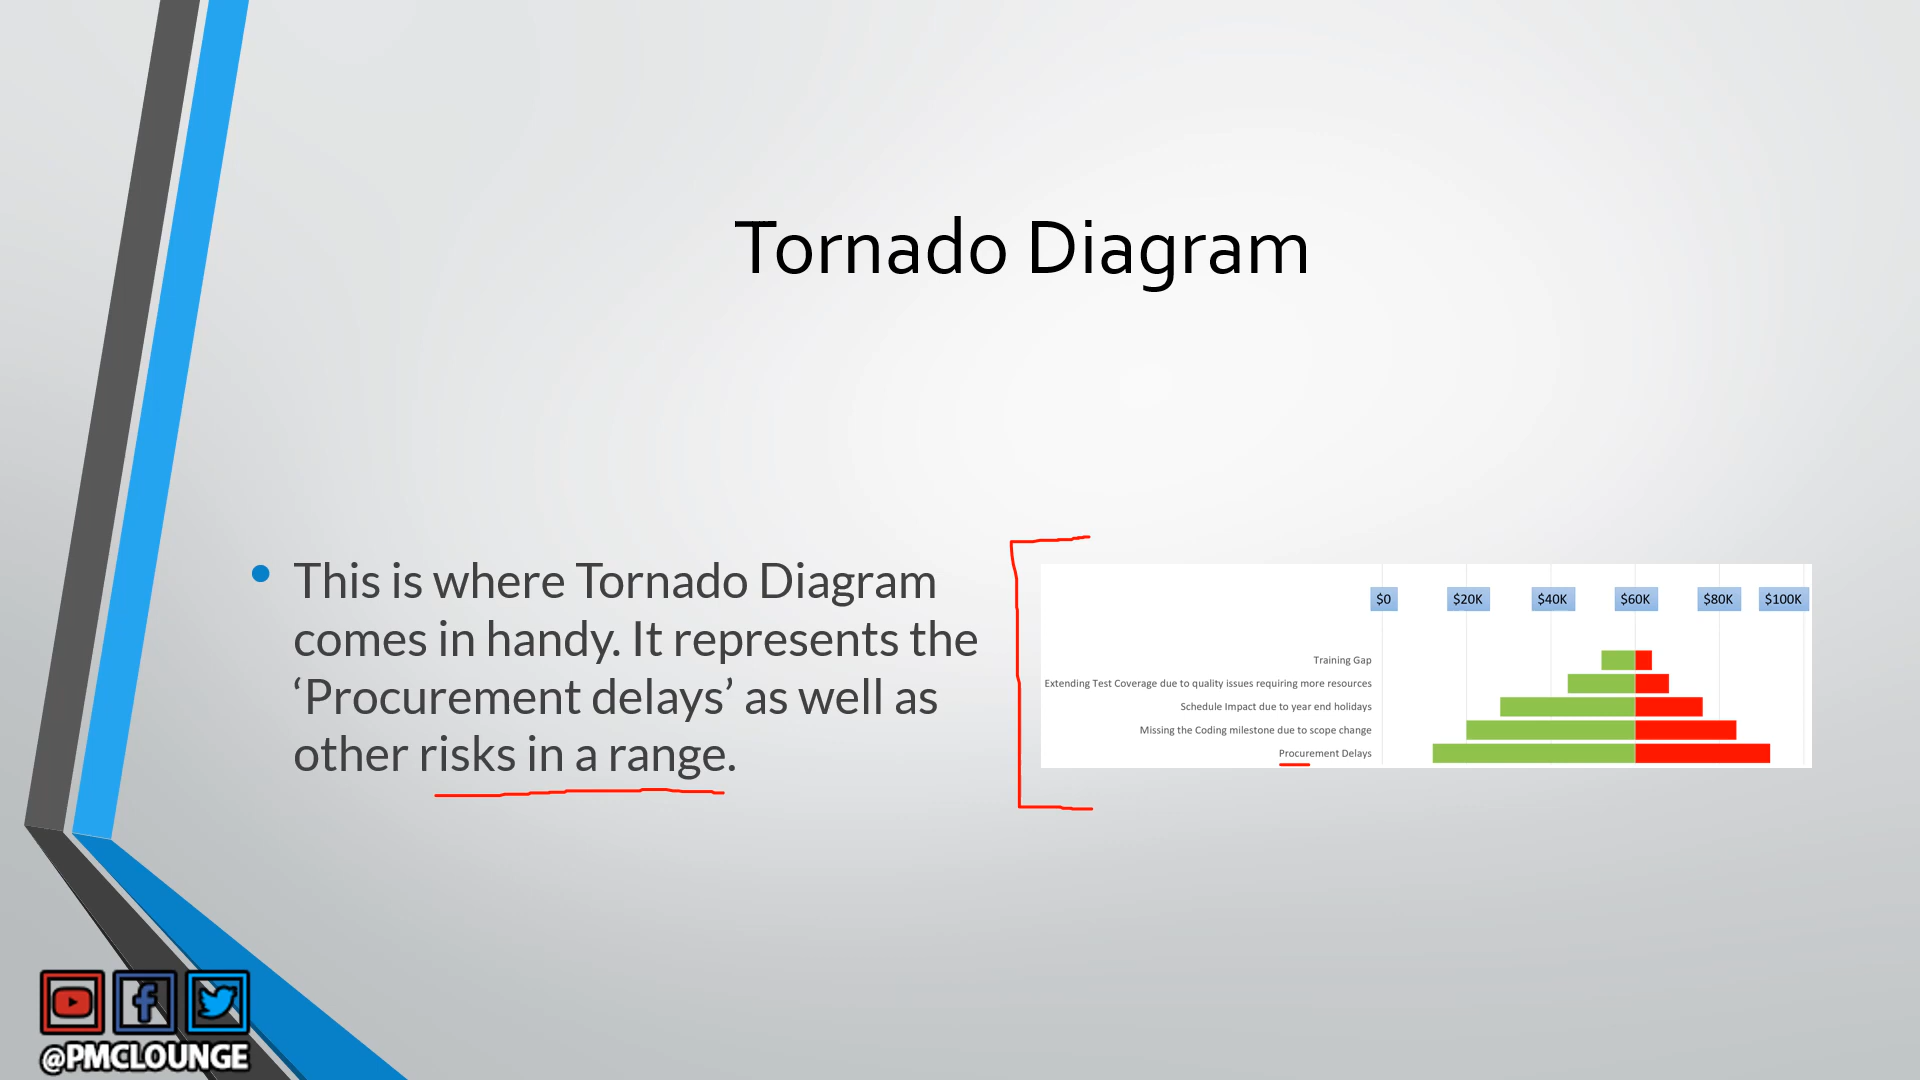 Tornado Diagram
This is where Tornado Diagram
comes in handy. It represents the
‘Procurement delays’ as well as
other risks in a range.
$0 $20K $40K $60K $80K $100K
Training Gap
Extending Test Coverage due to quality issues requiring more resources
Schedule Impact due to year end holidays
Missing the Coding milestone due to scope change
Procurement Delays
@PMCLOUNGE